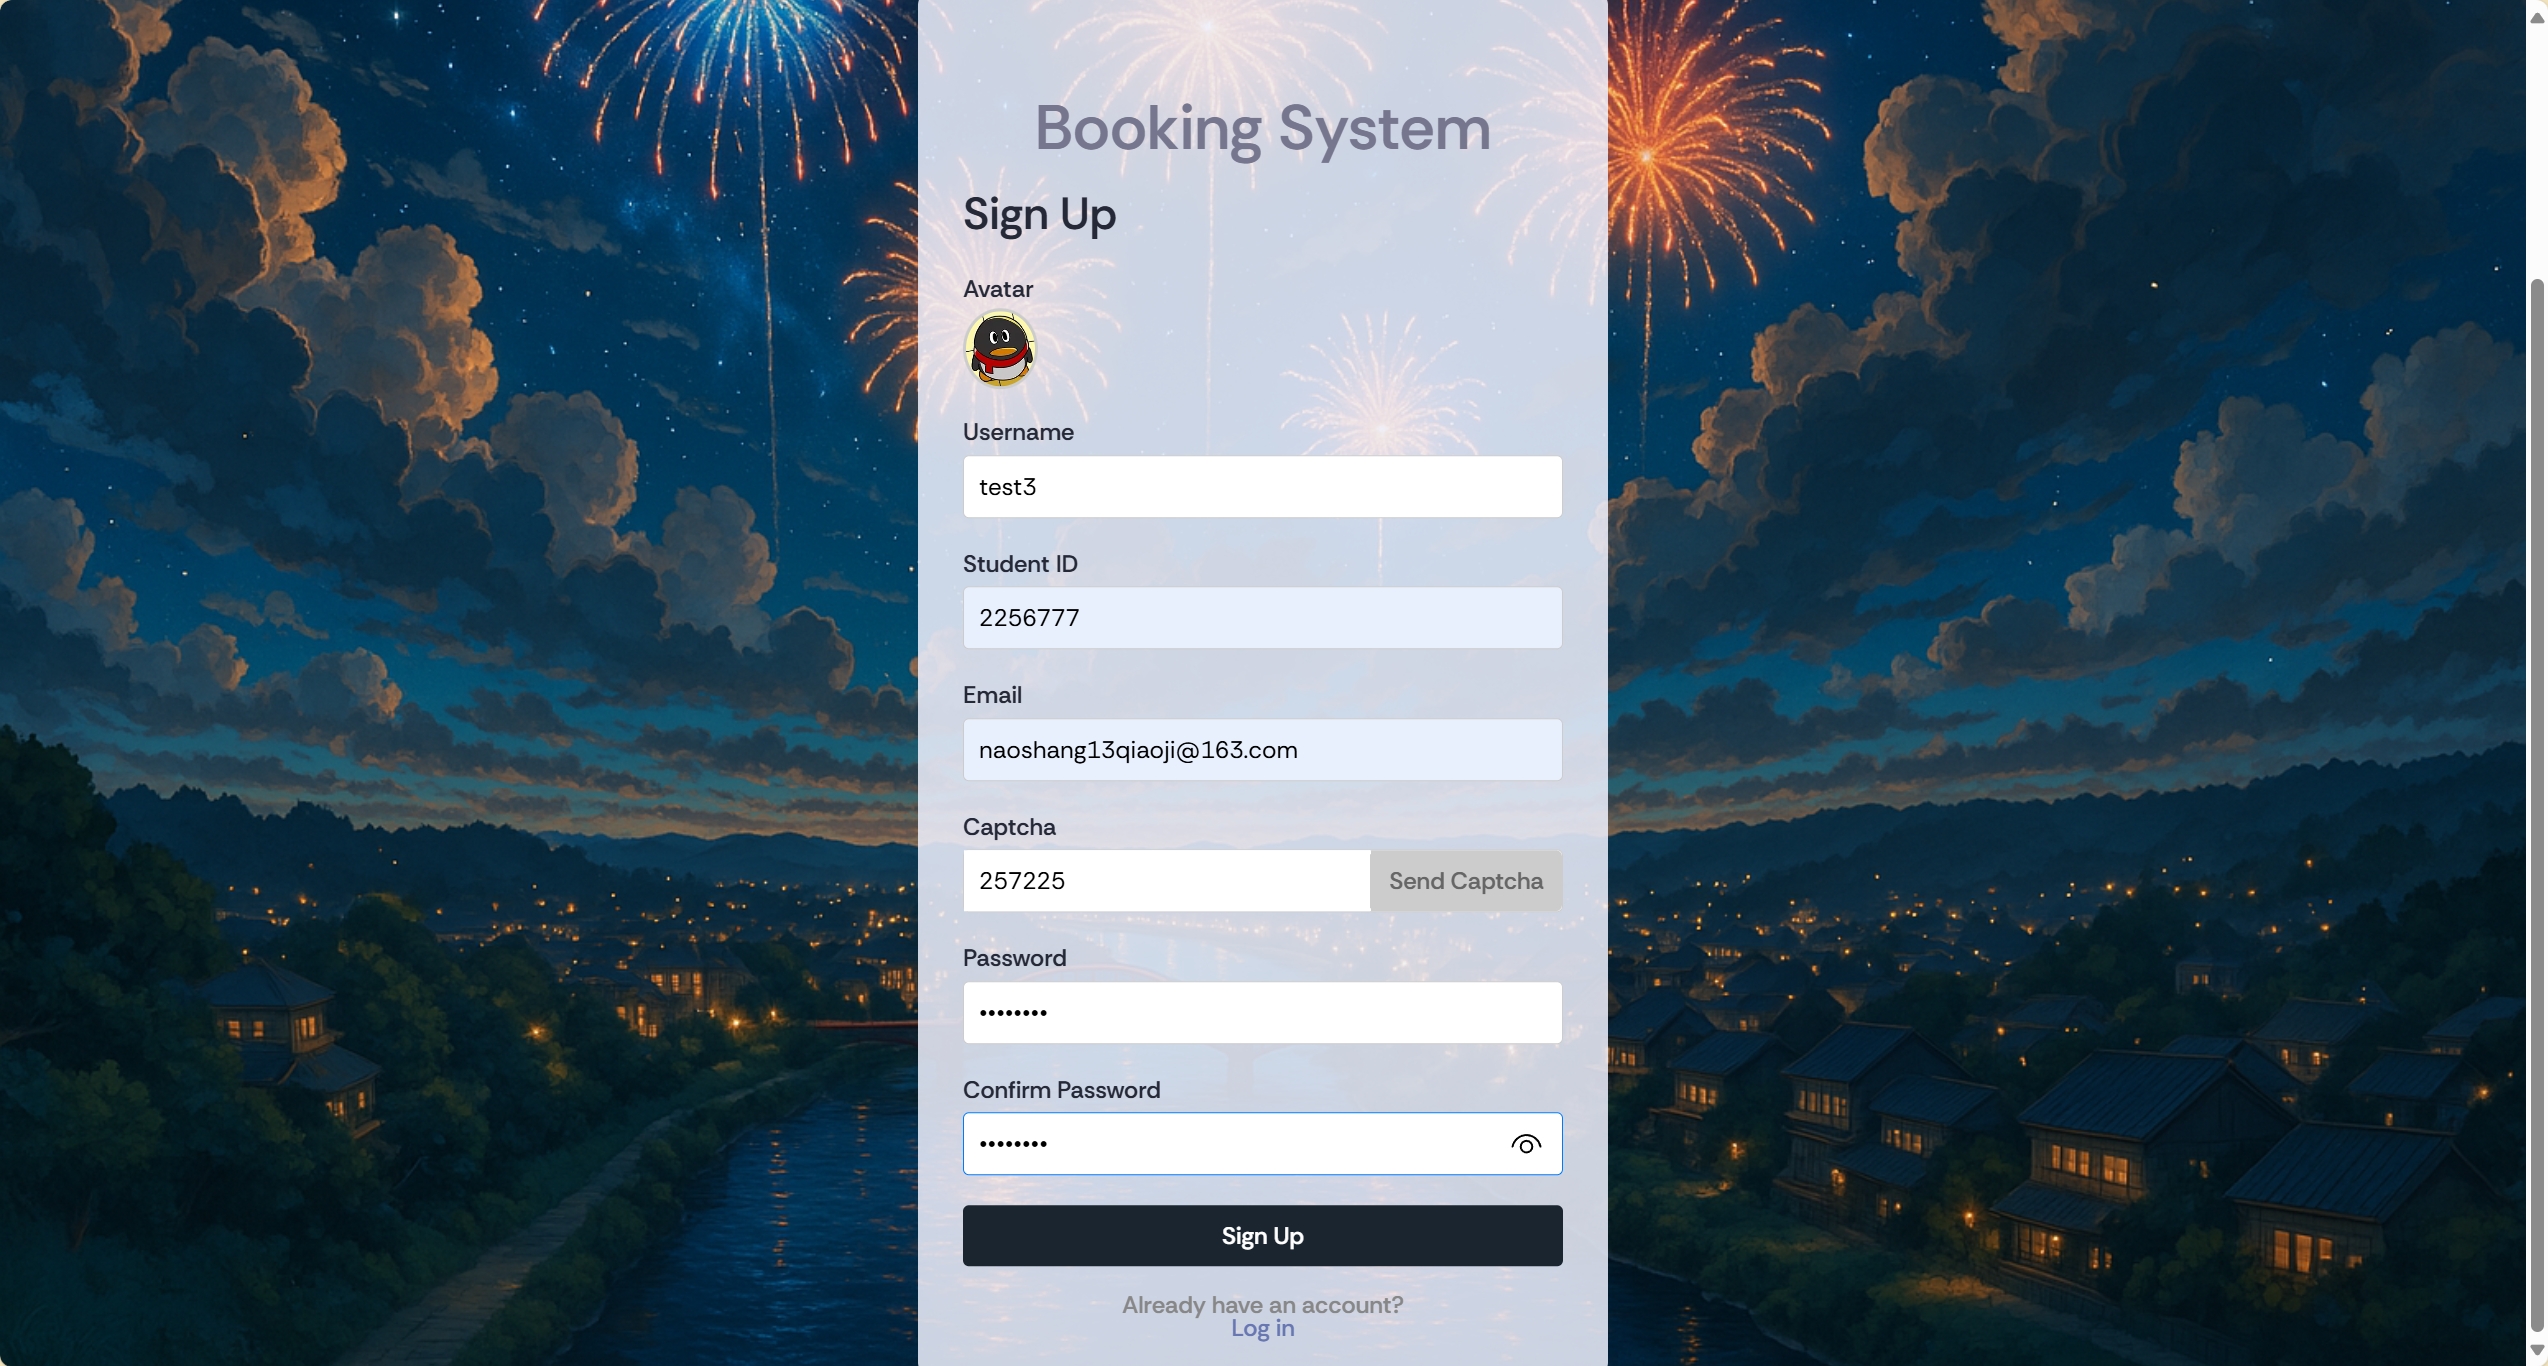 Booking System
Sign Up
Avatar
Username
test3
Student ID
2256777
Email
naoshang13qiaoji@163.com
Captcha
257225 Send Captcha
Password
••••••••
Confirm Password
••••••••
Sign Up
Already have an account?
Log in